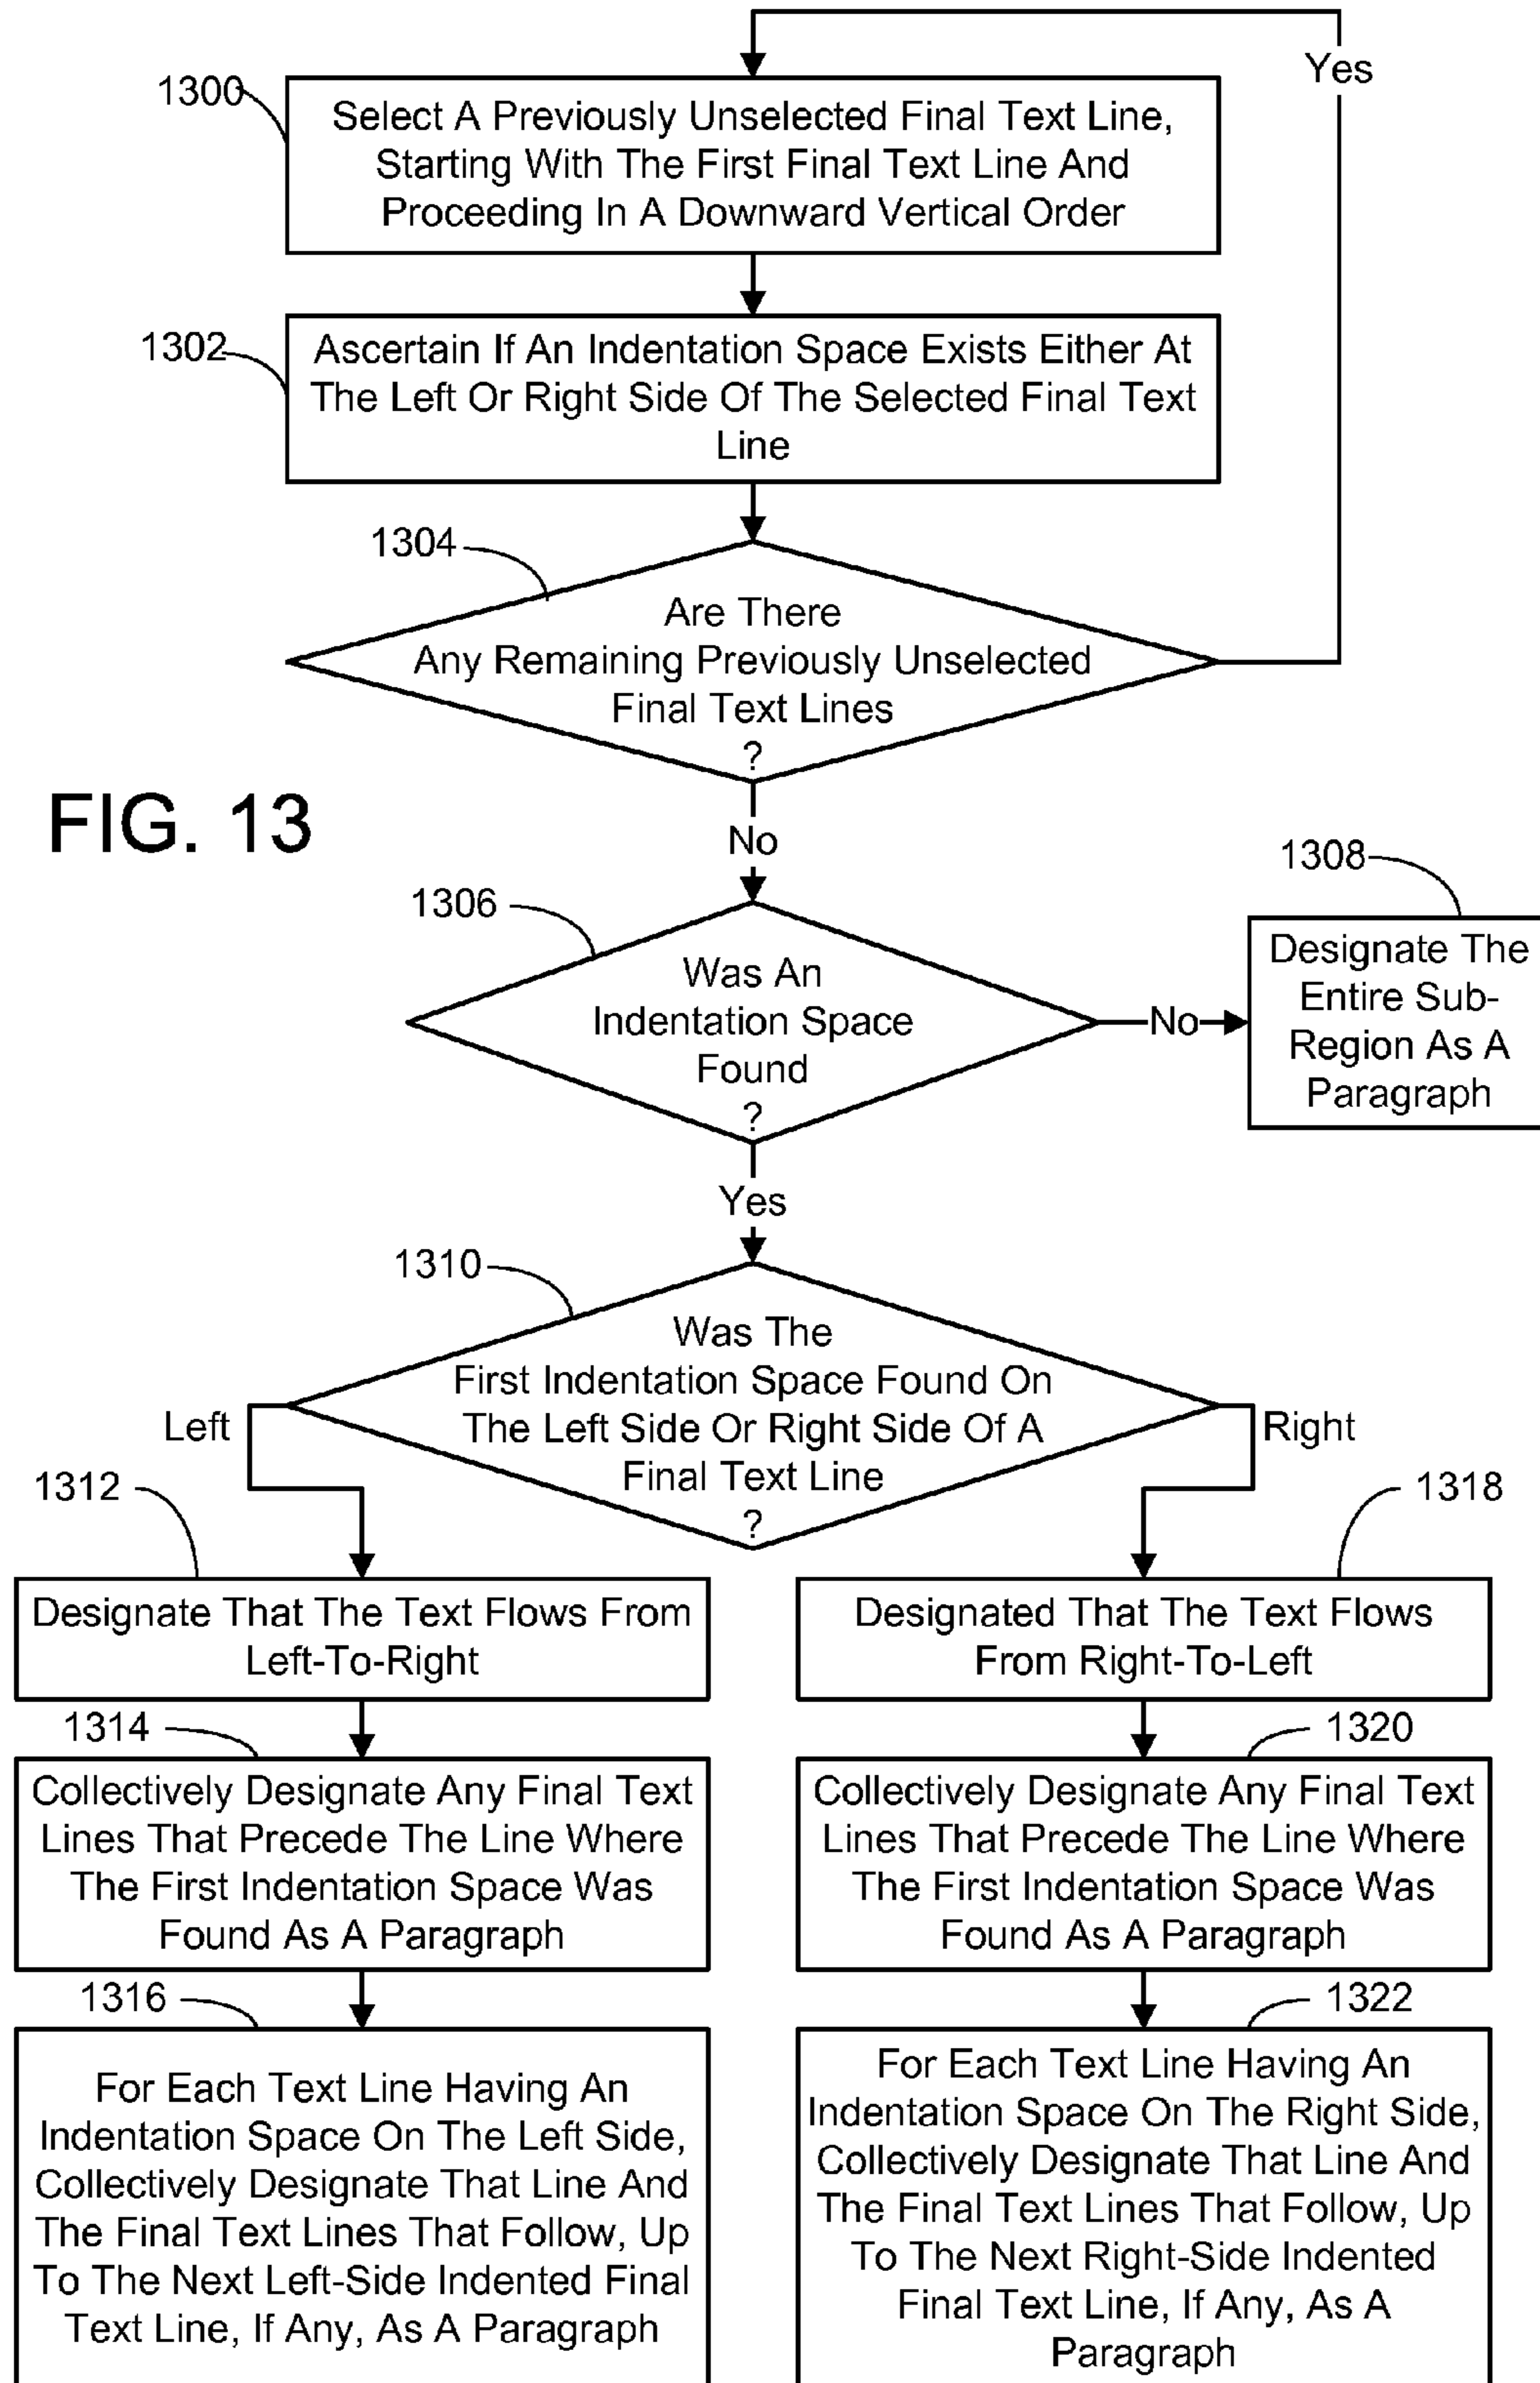 Yes
1300
Select A Previously Unselected Final Text Line,
Starting With The First Final Text Line And
Proceeding In A Downward Vertical Order
1302
Ascertain If An Indentation Space Exists Either At
The Left Or Right Side Of The Selected Final Text
Line
1304
Are There
Any Remaining Previously Unselected
Final Text Lines
?
FIG. 13
No
1308
1306
Designate The
Entire Sub-
Region As A
Paragraph
Was An
Indentation Space
Found
?
No
Yes
1310
Was The
First Indentation Space Found On
The Left Side Or Right Side Of A
Final Text Line
?
Left
Right
1312
1318
Designate That The Text Flows From
Left-To-Right
Designated That The Text Flows
From Right-To-Left
1314
1320
Collectively Designate Any Final Text
Lines That Precede The Line Where
The First Indentation Space Was
Found As A Paragraph
Collectively Designate Any Final Text
Lines That Precede The Line Where
The First Indentation Space Was
Found As A Paragraph
1316
1322
For Each Text Line Having An
Indentation Space On The Left Side,
Collectively Designate That Line And
The Final Text Lines That Follow, Up
To The Next Left-Side Indented Final
Text Line, If Any, As A Paragraph
For Each Text Line Having An
Indentation Space On The Right Side,
Collectively Designate That Line And
The Final Text Lines That Follow, Up
To The Next Right-Side Indented
Final Text Line, If Any, As A
Paragraph